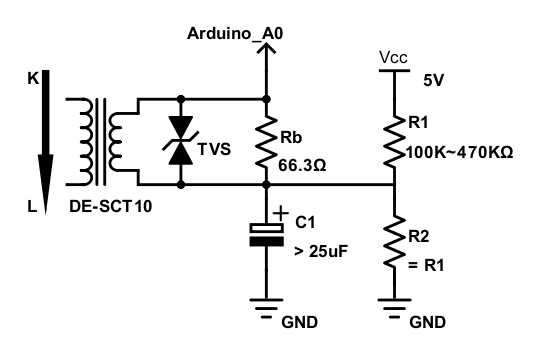 Arduino_A0
Vcc
K
5V
R1
Rb
TVS
100K~470KΩ
66.3Ω
L
DE-SCT10
+
C1
R2
> 25uF
= R1
GND
GND